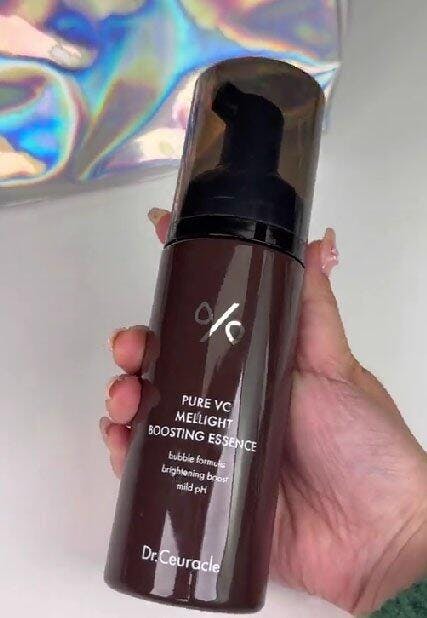 PURE VC
MELLIGHT
BOOSTING ESSENCE
bubble formula
brightening boost
mild pH
Dr.Ceuracle